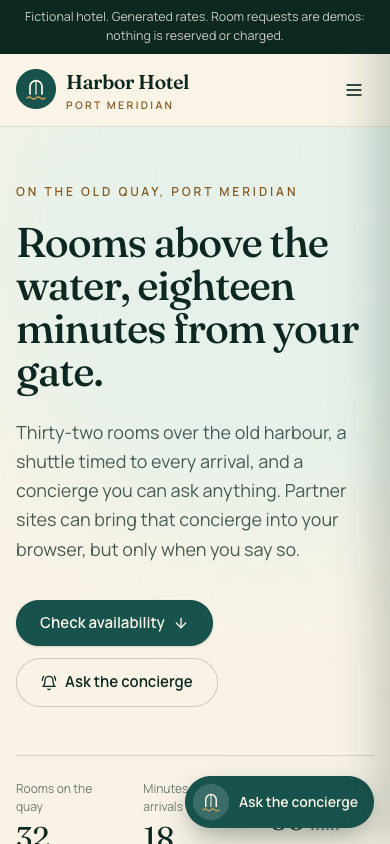 Fictional hotel. Generated rates. Room requests are demos:
nothing is reserved or charged.
Harbor Hotel
PORT MERIDIAN
ON THE OLD QUAY, PORT MERIDIAN
Rooms above the
water, eighteen
minutes from your
gate.
Thirty-two rooms over the old harbour, a
shuttle timed to every arrival, and a
concierge you can ask anything. Partner
sites can bring that concierge into your
browser, but only when you say so.
Check availability
Ask the concierge
Rooms on the
quay
32
Minutes
arrivals
18
Ask the concierge